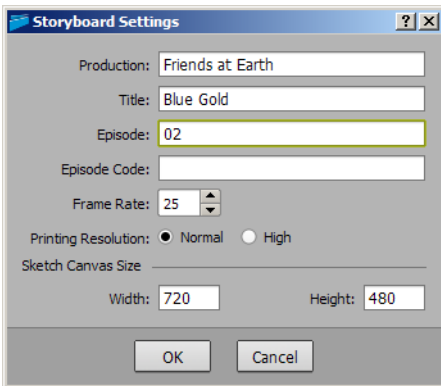 Storyboard Settings
Production: Friends at Earth
Title: Blue Gold
Episode: 02
Episode Code:
Frame Rate: 25
Printing Resolution: Normal High
Sketch Canvas Size
Width: 720 Height: 480
OK Cancel